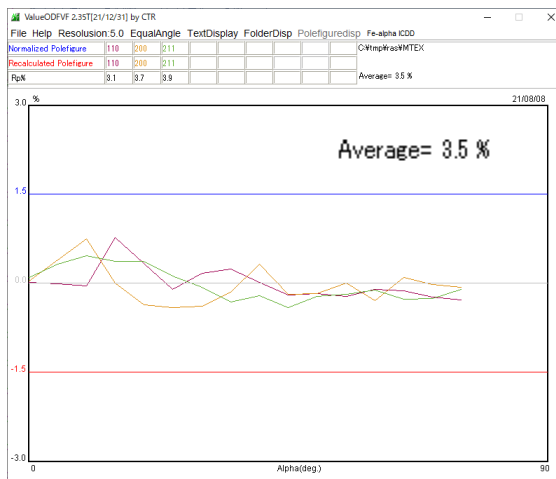 ValueODFVF 2.35T[21/12/31] by CTR
File Help Resolusion:5.0 EqualAngle TextDisplay FolderDisp Polefiguredisp Fe-alpha ICDD
Normalized Polefigure 110 200 211 C:¥tmp¥ras¥MTEX
Recalculated Polefigure 110 200 211
Rp% 3.1 3.7 3.9 Average= 3.5 %
3.0 % 21/08/08
Average= 3.5 %
1.5
0.0
-1.5
-3.0
0 Alpha(deg.) 90